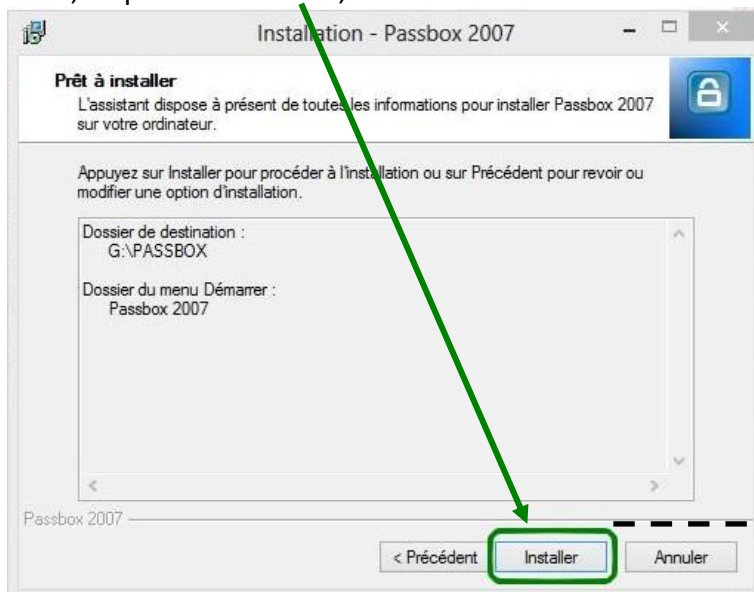 Installation - Passbox 2007
Prêt à installer
L'assistant dispose à présent de toutes les informations pour installer Passbox 2007
sur votre ordinateur.
Appuyez sur Installer pour procéder à l'installation ou sur Précédent pour revoir ou
modifier une option d'installation.
Dossier de destination :
G:\PASSBOX
Dossier du menu Démarrer :
Passbox 2007
Passbox 2007
< Précédent Installer Annuler